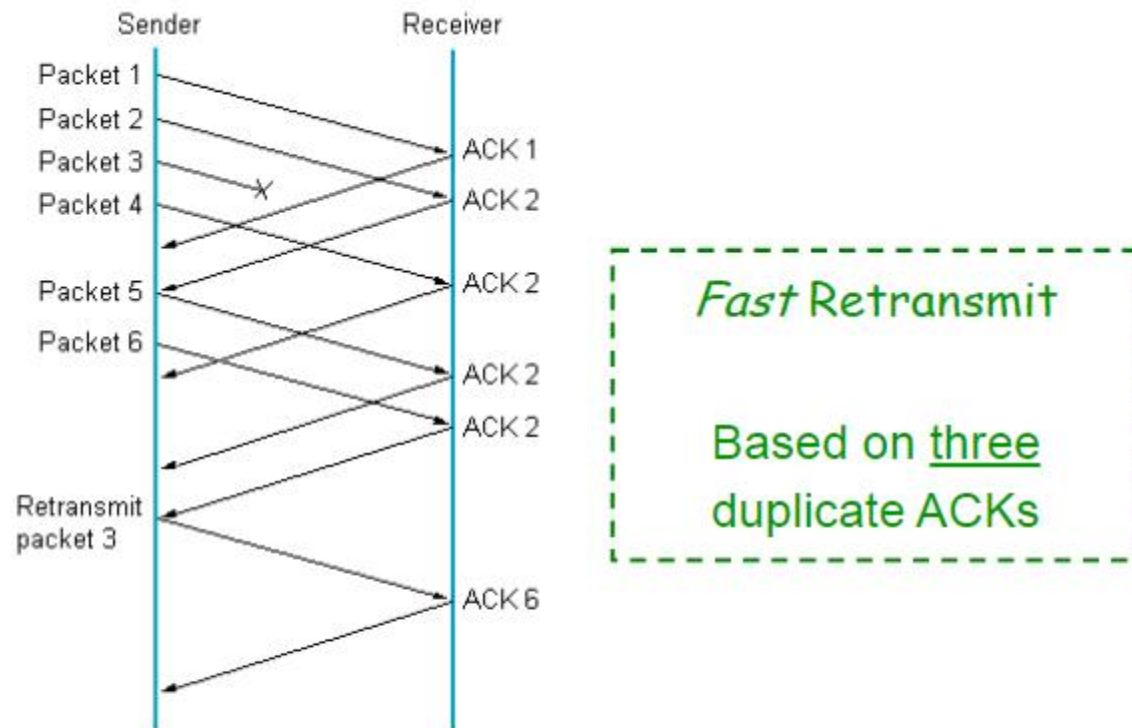 Sender
Receiver
Packet 1
Packet 2
ACK 1
Packet 3
ACK 2
Packet 4
ACK 2
Packet 5
Packet 6
ACK 2
ACK 2
Retransmit
packet 3
ACK 6
Fast Retransmit
Based on three
duplicate ACKs